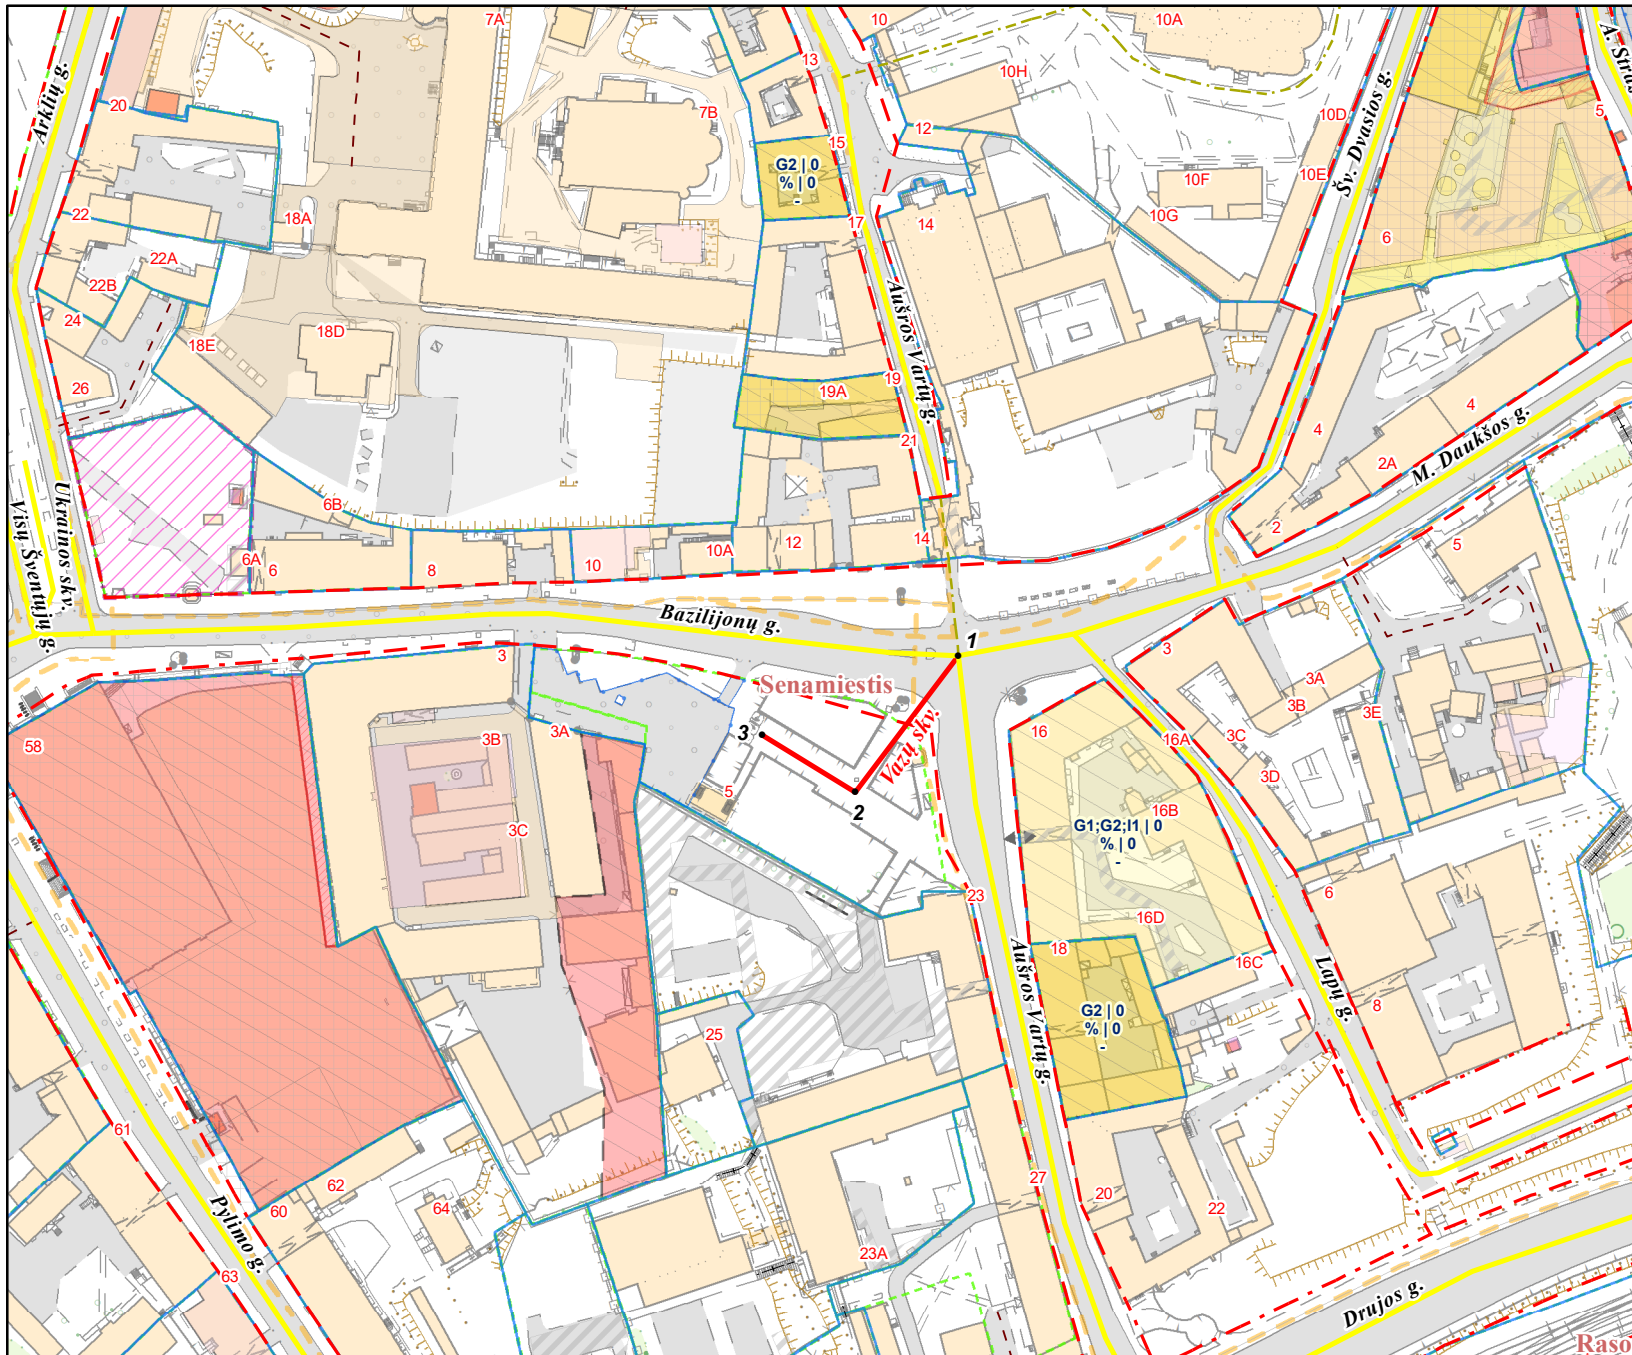 7A
10
10A
13
10H
Arklių g.
20
7B
10D
Šv. Dvasios g.
A. Stra
5
12
15
G2 | 0
% | 0
-
10E
10F
22
18A
17
14
10G
6
22A
22B
24
18E
18D
Aušros Vartų g.
26
19A
19
4
4
21
2A
M. Daukšos g.
Visų Šventųjų g.
Ukrainos skv.
6B
6A
6
8
10
10A
12
14
2
5
Bazilijonų g.
1
3
3
Senamiestis
3A
3B
3E
58
3B
3A
3
Vazų skv.
16
16A
3C
3D
5
2
3C
G1;G2;I1 | 0
% | 0
-
16B
23
16D
6
18
16C
Aušros Vartų g.
Lapų g.
8
25
G2 | 0
% | 0
-
61
62
60
64
27
20
22
Pylimo g.
63
23A
Drujos g.
Raso